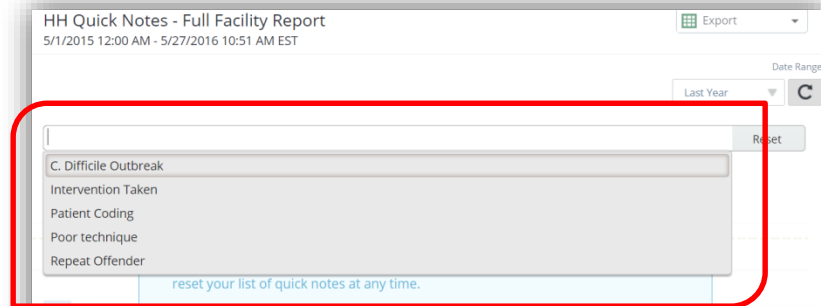 HH Quick Notes - Full Facility Report
Export
5/1/2015 12:00 AM - 5/27/2016 10:51 AM EST
Date Range
Last Year
Reset
C. Difficile Outbreak
Intervention Taken
Patient Coding
Poor technique
Repeat Offender
reset your list of quick notes at any time.